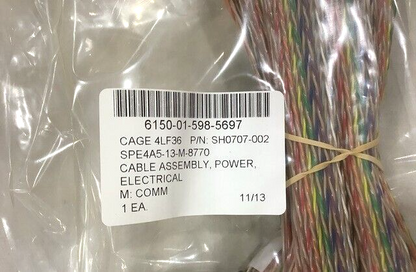 6150-01-598-5697
CAGE 4LF36 P/N: SH0707-002
SPE4A5-13-M-8770
CABLE ASSEMBLY, POWER,
ELECTRICAL
M: COMM
1 EA. 11/13